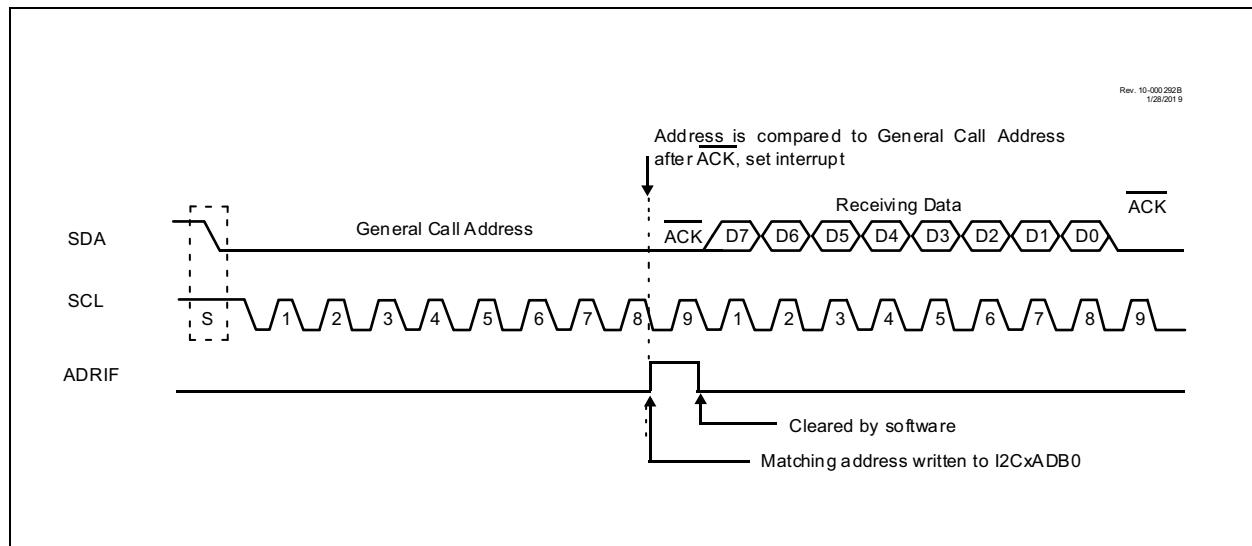 Rev. 10-000292B
1/28/2019
Address is compared to General Call Address
after ACK, set interrupt
Receiving Data
ACK
SDA
General Call Address
ACK
D7 D6 D5 D4 D3 D2 D1 D0
SCL
S
1 2 3 4 5 6 7 8 9 1 2 3 4 5 6 7 8 9
ADRIF
Cleared by software
Matching address written to I2CxADB0